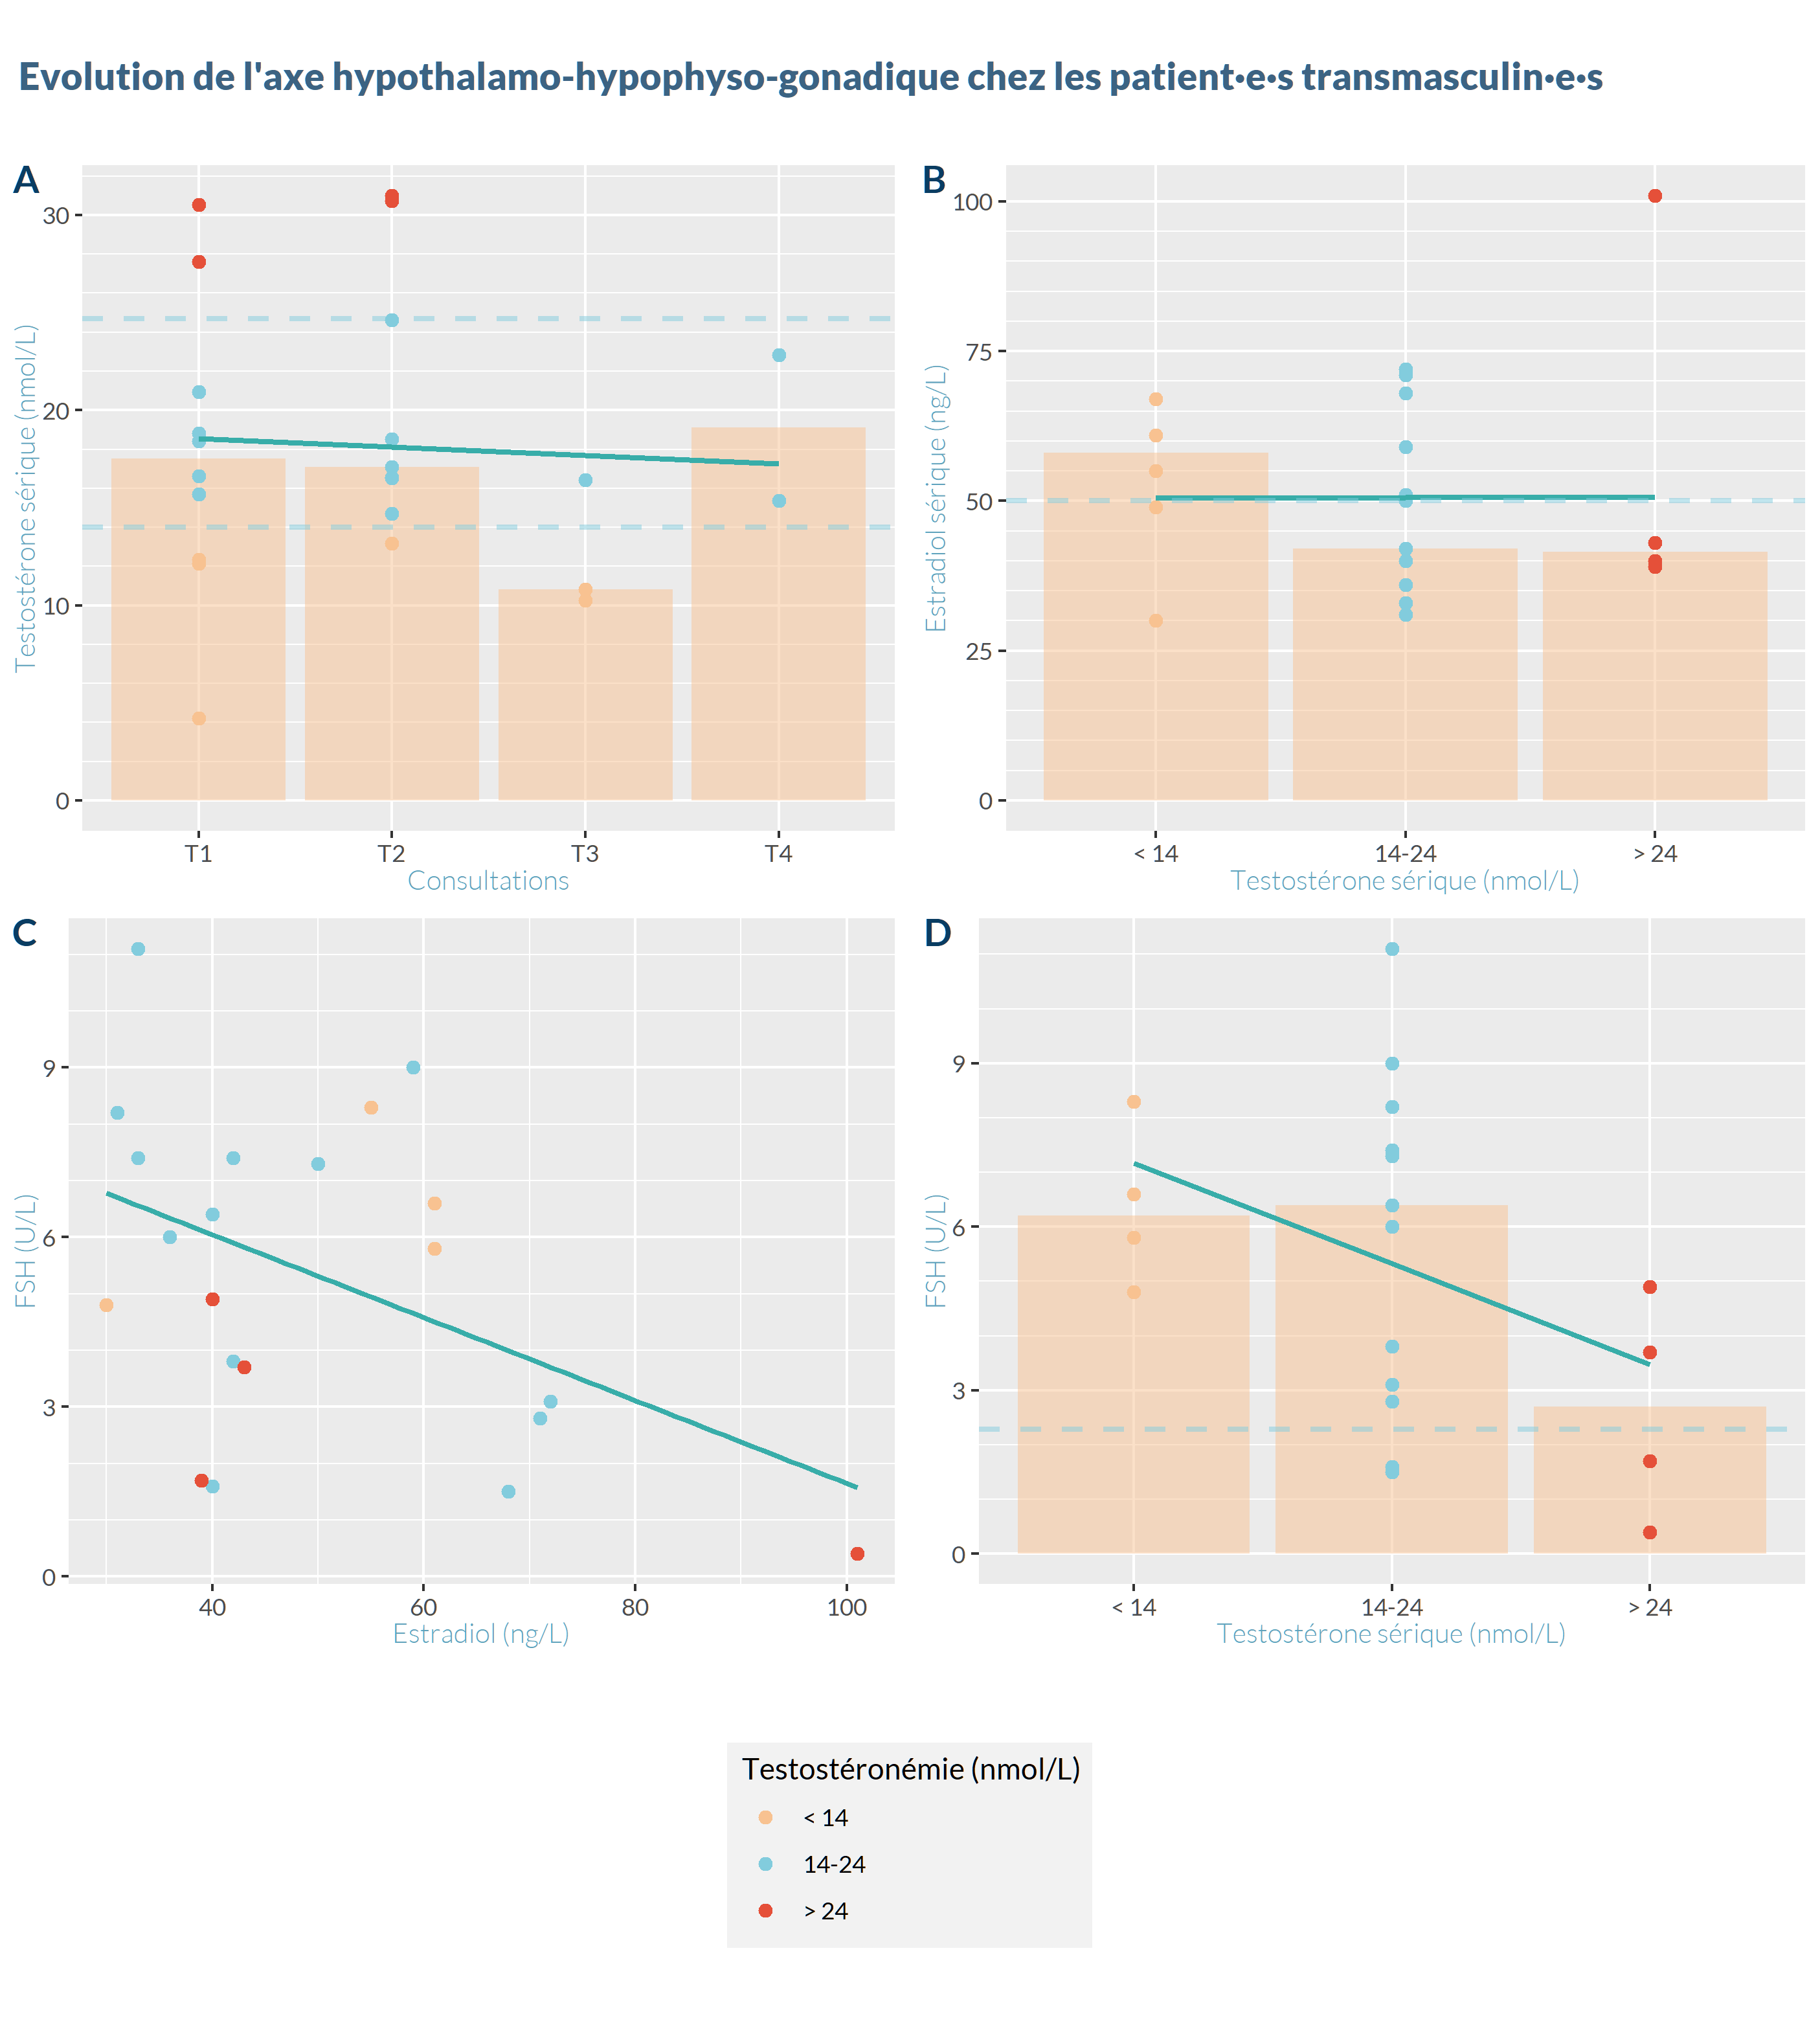 Evolution de l'axe hypothalamo-hypophyso-gonadique chez les patient·e·s transmasculin·e·s
A
Testostérone sérique (nmol/L)
30
20
10
0
T1 T2 T3 T4
Consultations
B
Estradiol sérique (ng/L)
100
75
50
25
0
< 14 14-24 > 24
Testostérone sérique (nmol/L)
C
FSH (U/L)
9
6
3
0
40 60 80 100
Estradiol (ng/L)
D
FSH (U/L)
9
6
3
0
< 14 14-24 > 24
Testostérone sérique (nmol/L)
Testostéronémie (nmol/L)
< 14
14-24
> 24